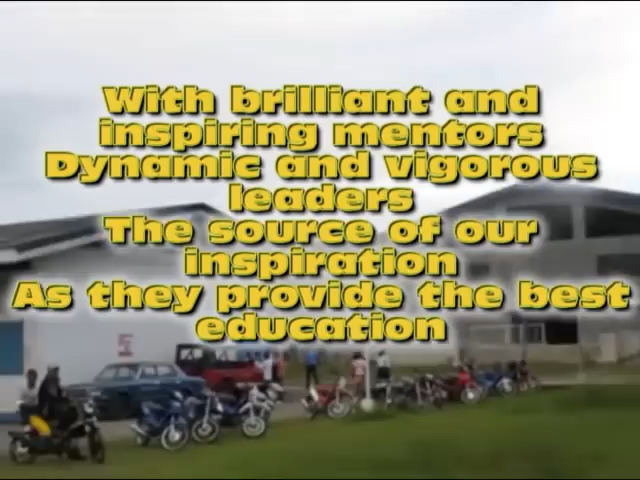 With brilliant and
inspiring mentors
Dynamic and vigorous
leaders
The source of our
inspiration
As they provide the best
education
5